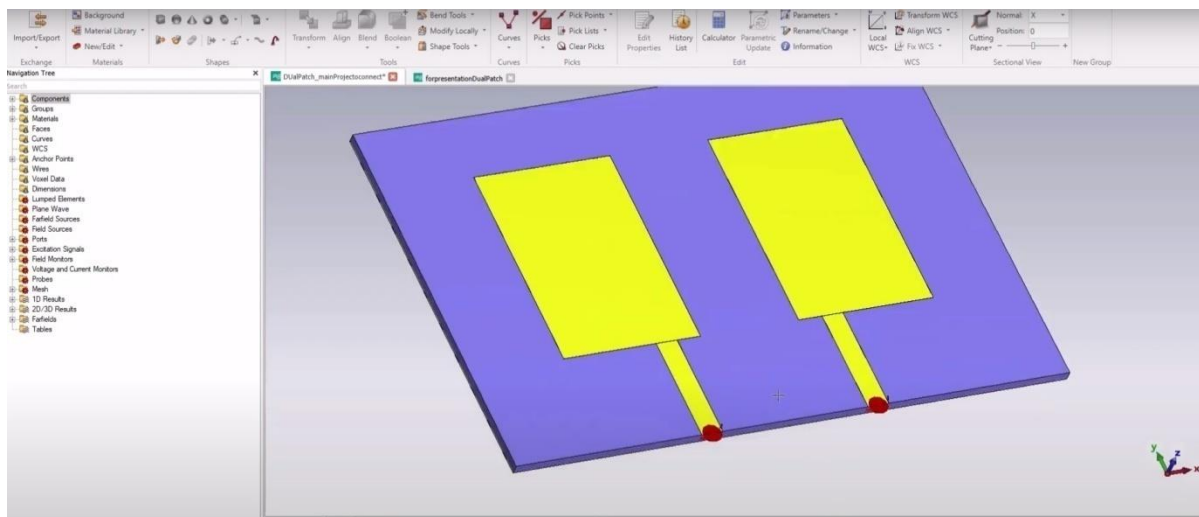 Background
Material Library
New/Edit
Import/Export
Exchange
Materials
Shapes
Transform
Align
Blend
Boolean
Bend Tools
Modify Locally
Shape Tools
Tools
Curves
Curves
Picks
Pick Points
Pick Lists
Clear Picks
Picks
Edit
Properties
History
List
Calculator
Parametric
Update
Parameters
Rename/Change
Information
Edit
Local
WCS
Transform WCS
Align WCS
Fix WCS
WCS
Cutting
Plane
Normal: X
Position: 0
Sectional View
New Group
Navigation Tree
Search
DUalPatch_mainProjectoconnect*
forpresentationDualPatch
Components
Groups
Materials
Faces
Curves
WCS
Anchor Points
Wires
Voxel Data
Dimensions
Lumped Elements
Plane Wave
Farfield Sources
Field Sources
Ports
Excitation Signals
Field Monitors
Voltage and Current Monitors
Probes
Mesh
1D Results
2D/3D Results
Farfields
Tables
y
z
x